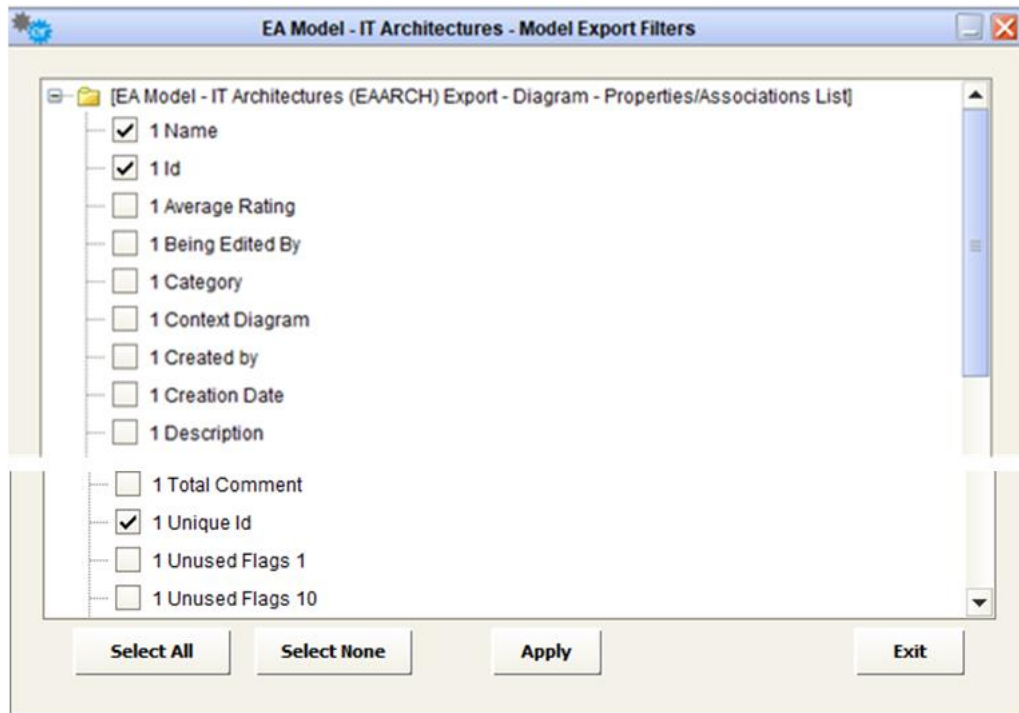 EA Model - IT Architectures - Model Export Filters
[EA Model - IT Architectures (EAARCH) Export - Diagram - Properties/Associations List]
1 Name
1 Id
1 Average Rating
1 Being Edited By
1 Category
1 Context Diagram
1 Created by
1 Creation Date
1 Description
1 Total Comment
1 Unique Id
1 Unused Flags 1
1 Unused Flags 10
Select All Select None Apply Exit